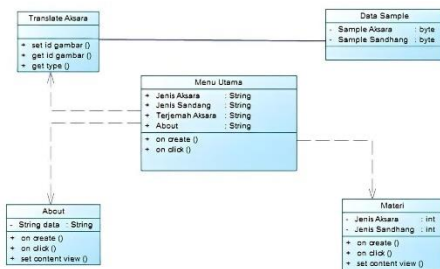 Translate Aksara
+ set id gambar ()
+ get id gambar ()
+ get type ()
Data Sample
- Sample Aksara : byte
- Sample Sandhang : byte
Menu Utama
+ Jenis Aksara : String
+ Jenis Sandang : String
+ Terjemah Aksara : String
+ About : String
+ on create ()
+ on click ()
About
- String data : String
+ on create ()
+ on click ()
+ set content view ()
Materi
- Jenis Aksara : int
- Jenis Sandhang : int
+ on create ()
+ on click ()
+ set content view ()